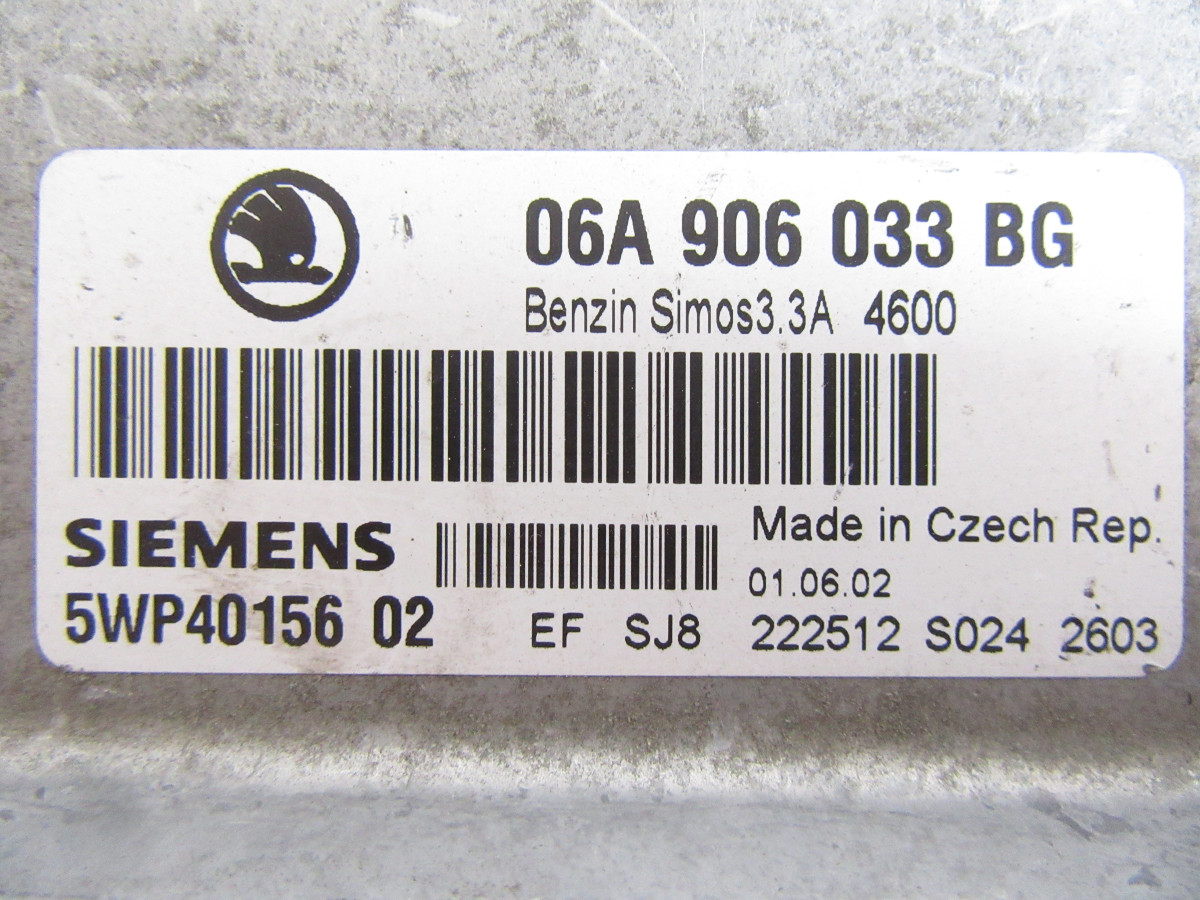 06A 906 033 BG
Benzin Simos3.3A 4600
SIEMENS
5WP40156 02
Made in Czech Rep.
01.06.02
EF SJ8 222512 S024 2603